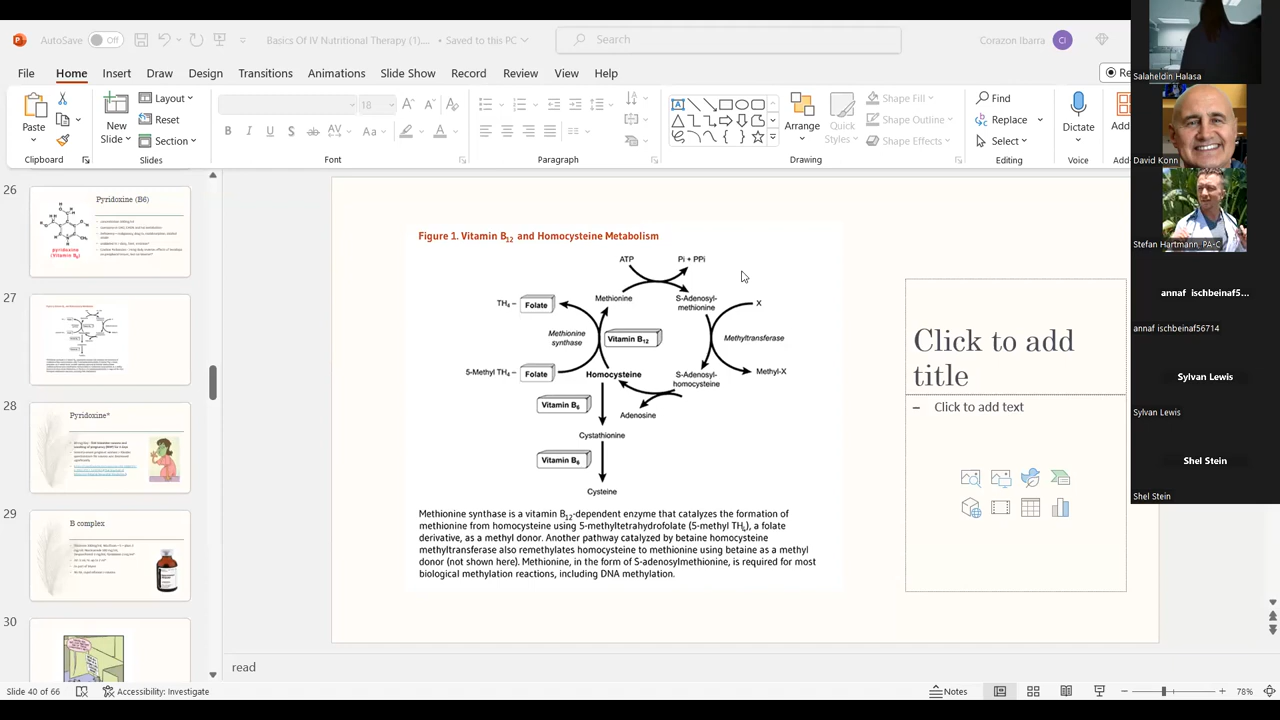 AutoSave Off
Basics Of IV Nutritional Therapy (1).... • Saved to this PC
Search
Corazon Ibarra CI
File Home Insert Draw Design Transitions Animations Slide Show Record Review View Help
Paste
Clipboard
New
Slide
Layout
Reset
Section
Slides
18
Font
Paragraph
Arrange
Quick
Styles
Shape Fill
Shape Outline
Shape Effects
Drawing
Find
Replace
Select
Editing
Dictate
Voice
26
Pyridoxine (B6)
pyridoxine
(Vitamin B6)
27
28
Pyridoxine*
29
B complex
30
Figure 1. Vitamin B12 and Homocysteine Metabolism
ATP Pi + PPi
Methionine
S-Adenosyl-
methionine
X
TH4 – Folate
Methionine
synthase
Vitamin B12
Methyltransferase
5-Methyl TH4 – Folate
Homocysteine
S-Adenosyl-
homocysteine
Methyl-X
Vitamin B6
Adenosine
Cystathionine
Vitamin B6
Cysteine
Methionine synthase is a vitamin B12-dependent enzyme that catalyzes the formation of
methionine from homocysteine using 5-methyltetrahydrofolate (5-methyl TH4), a folate
derivative, as a methyl donor. Another pathway catalyzed by betaine homocysteine
methyltransferase also remethylates homocysteine to methionine using betaine as a methyl
donor (not shown here). Methionine, in the form of S-adenosylmethionine, is required for most
biological methylation reactions, including DNA methylation.
Click to add
title
– Click to add text
Salaheldin Halasa
David Konn
Stefan Hartmann, PA-C
annaf ischbeinaf5...
annaf ischbeinaf56714
Sylvan Lewis
Sylvan Lewis
Shel Stein
Shel Stein
read
Slide 40 of 66
Accessibility: Investigate
Notes
78%